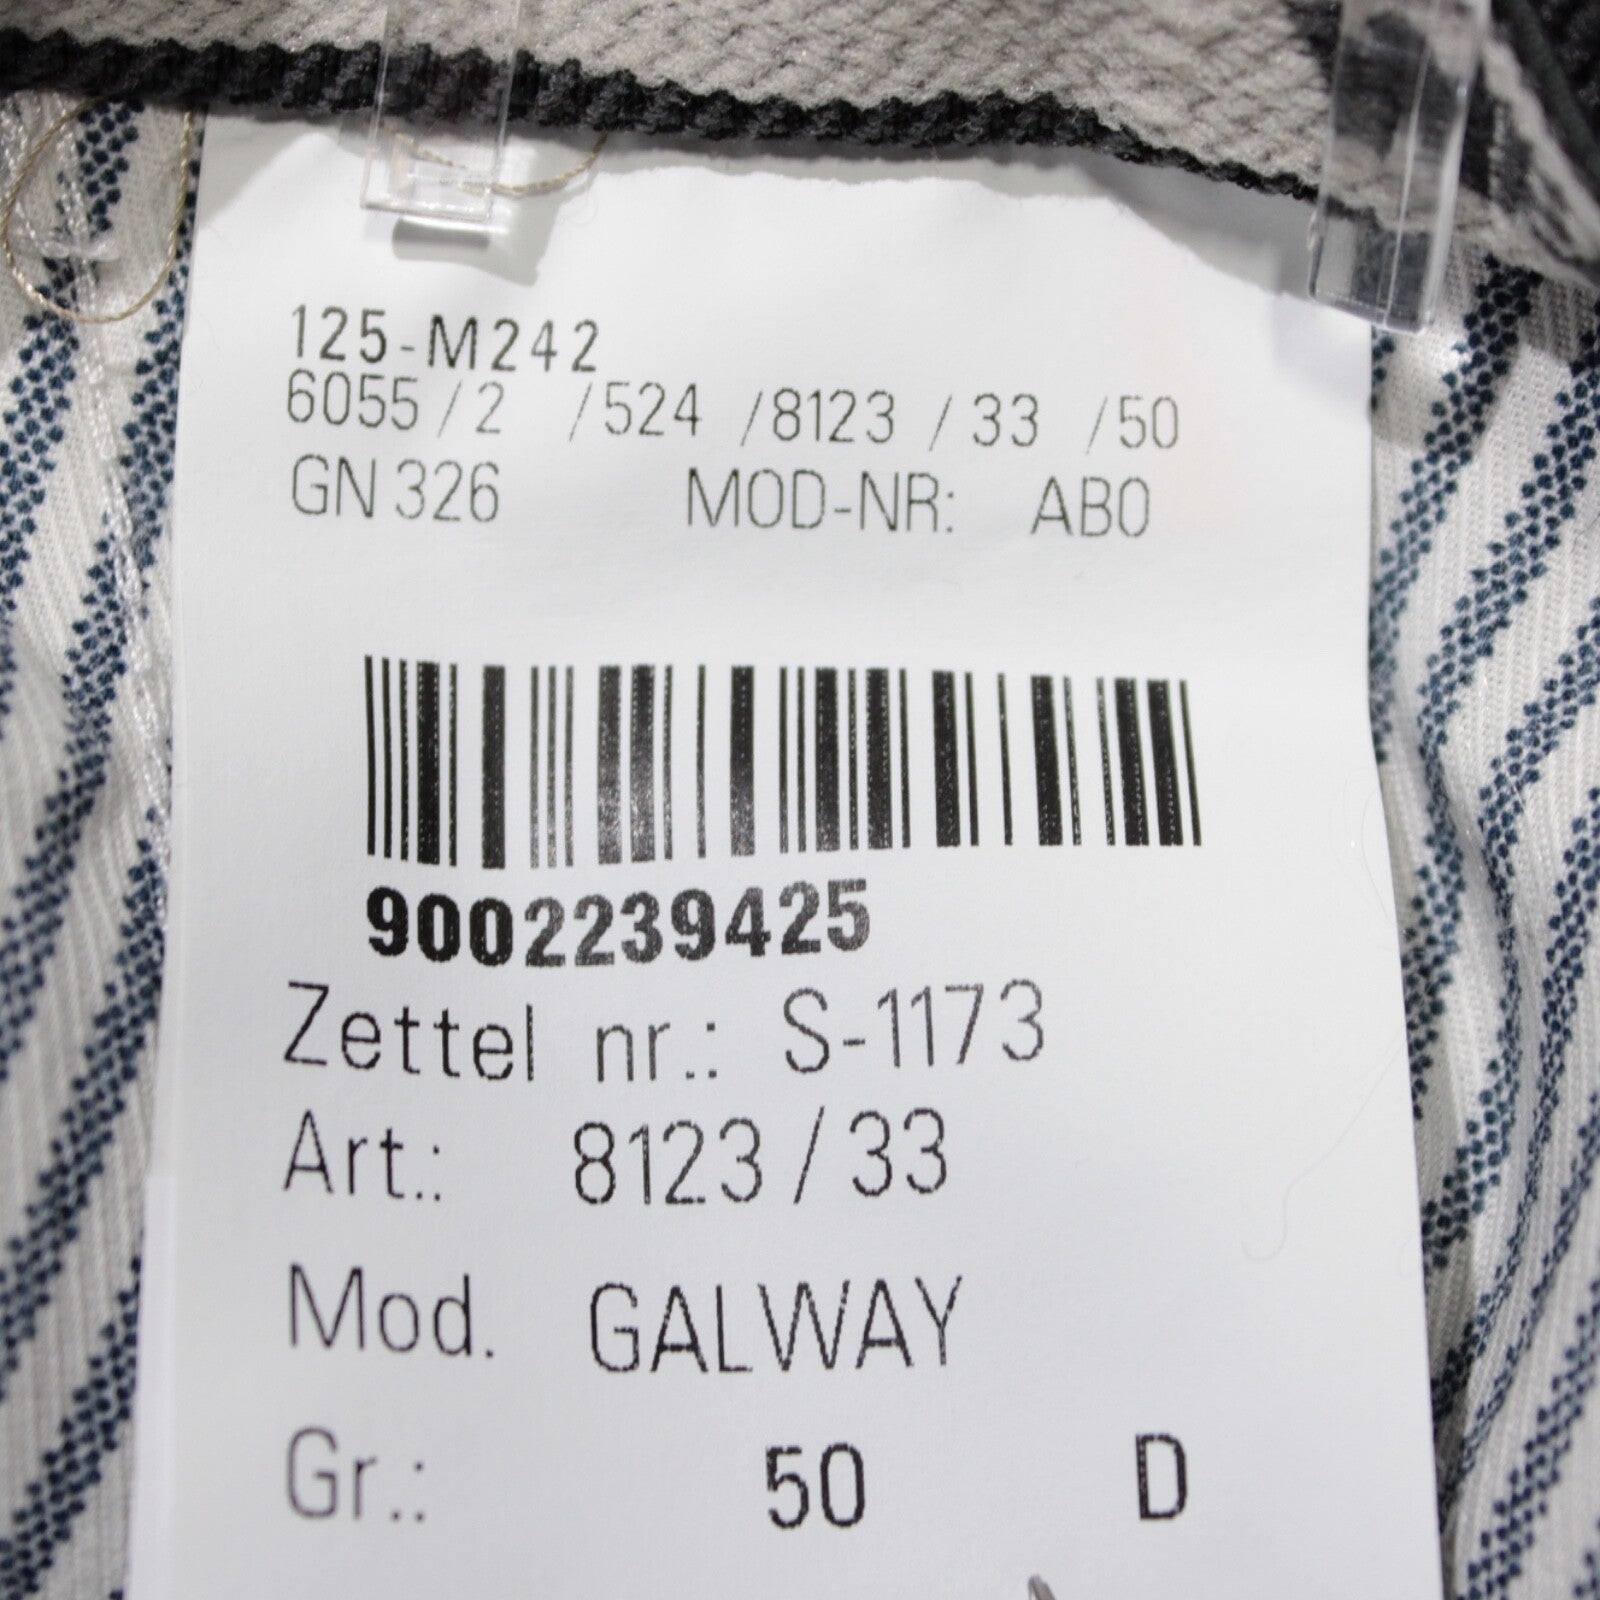 125-M242
6055 / 2 / 524 / 8123 / 33 / 50
GN 326 MOD-NR: AB0
9002239425
Zettel nr.: S-1173
Art.: 8123 / 33
Mod. GALWAY
Gr.: 50 D